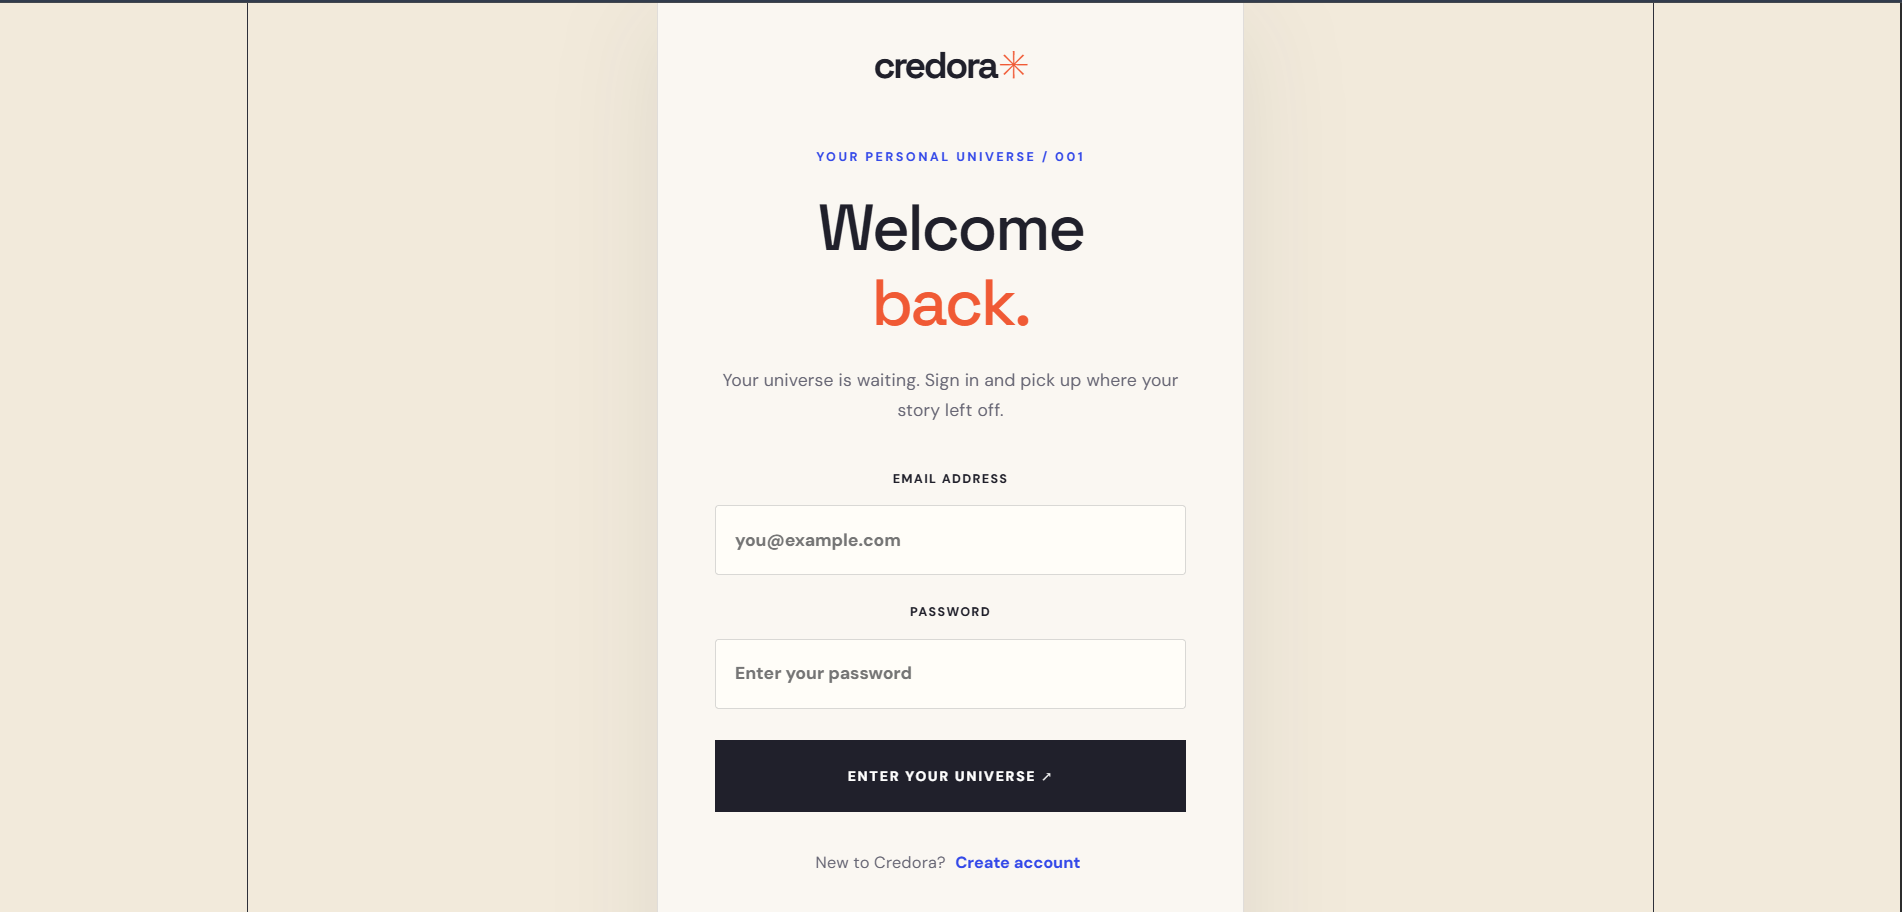 credora
YOUR PERSONAL UNIVERSE / 001
Welcome
back.
Your universe is waiting. Sign in and pick up where your
story left off.
EMAIL ADDRESS
you@example.com
PASSWORD
Enter your password
ENTER YOUR UNIVERSE ↗
New to Credora? Create account